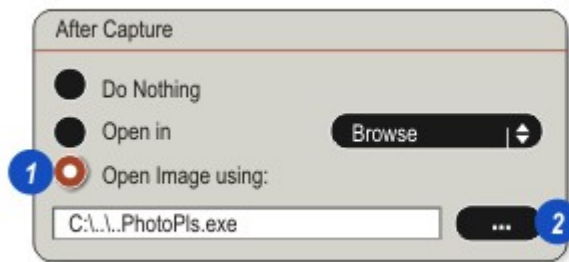 After Capture
Do Nothing
Open in Browse
1 Open Image using:
C:\..\..PhotoPls.exe ... 2